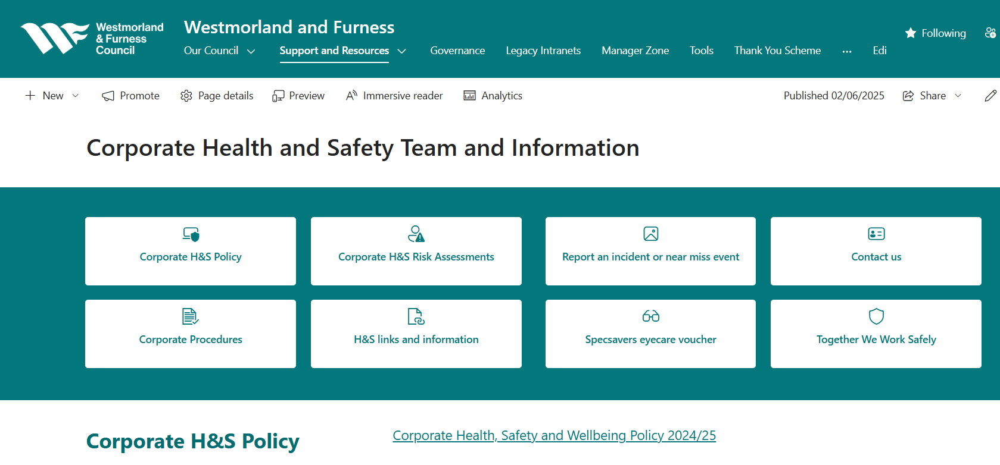 Westmorland
& Furness
Council
Westmorland and Furness
Following
Our Council
Support and Resources
Governance
Legacy Intranets
Manager Zone
Tools
Thank You Scheme
...
Edi
New
Promote
Page details
Preview
Immersive reader
Analytics
Published 02/06/2025
Share
Corporate Health and Safety Team and Information
Corporate H&S Policy
Corporate H&S Risk Assessments
Report an incident or near miss event
Contact us
Corporate Procedures
H&S links and information
Specsavers eyecare voucher
Together We Work Safely
Corporate H&S Policy
Corporate Health, Safety and Wellbeing Policy 2024/25